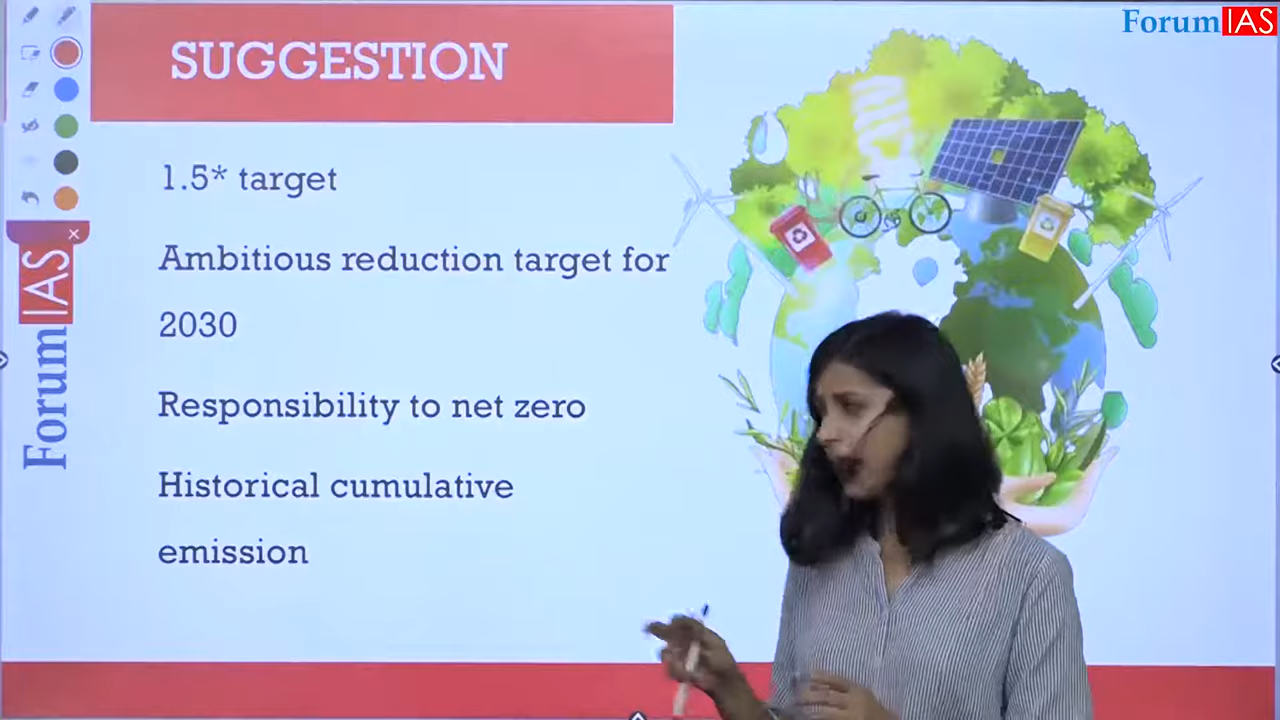 ForumIAS
SUGGESTION
1.5* target
Ambitious reduction target for
2030
Responsibility to net zero
Historical cumulative
emission
ForumIAS